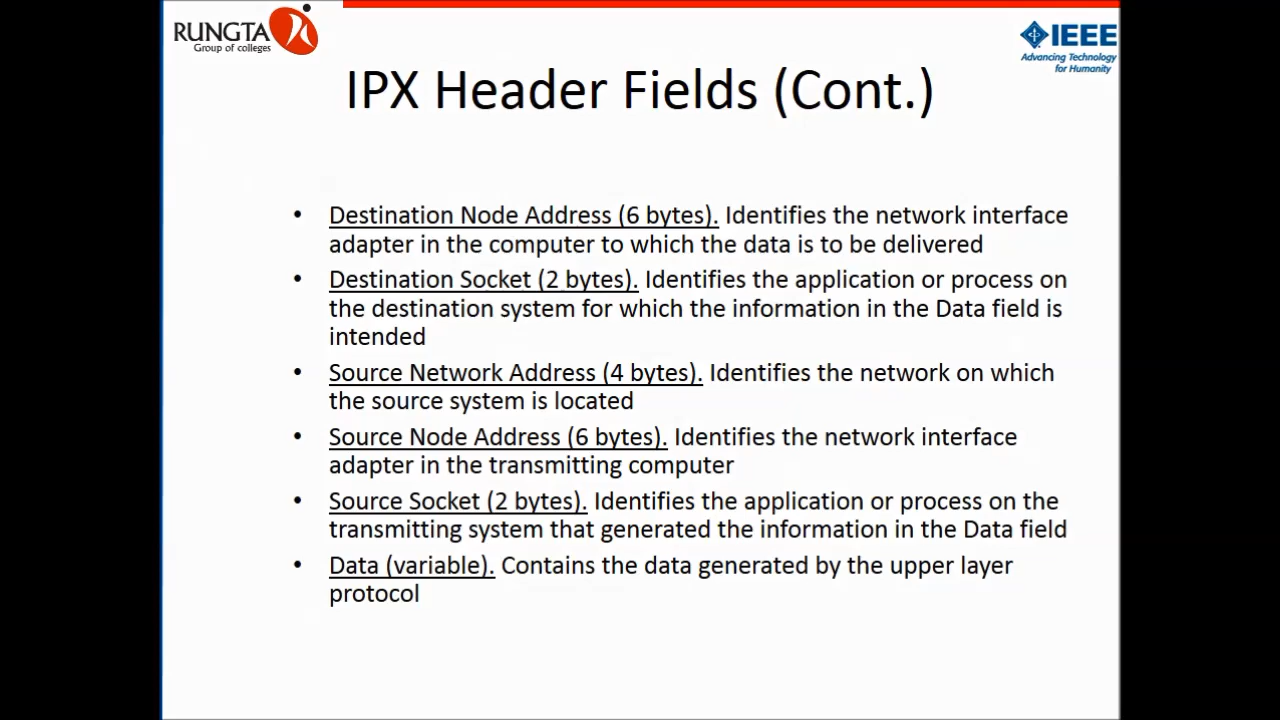 RUNGTA
Group of colleges
IEEE
Advancing Technology
for Humanity
IPX Header Fields (Cont.)
• Destination Node Address (6 bytes). Identifies the network interface
adapter in the computer to which the data is to be delivered
• Destination Socket (2 bytes). Identifies the application or process on
the destination system for which the information in the Data field is
intended
• Source Network Address (4 bytes). Identifies the network on which
the source system is located
• Source Node Address (6 bytes). Identifies the network interface
adapter in the transmitting computer
• Source Socket (2 bytes). Identifies the application or process on the
transmitting system that generated the information in the Data field
• Data (variable). Contains the data generated by the upper layer
protocol